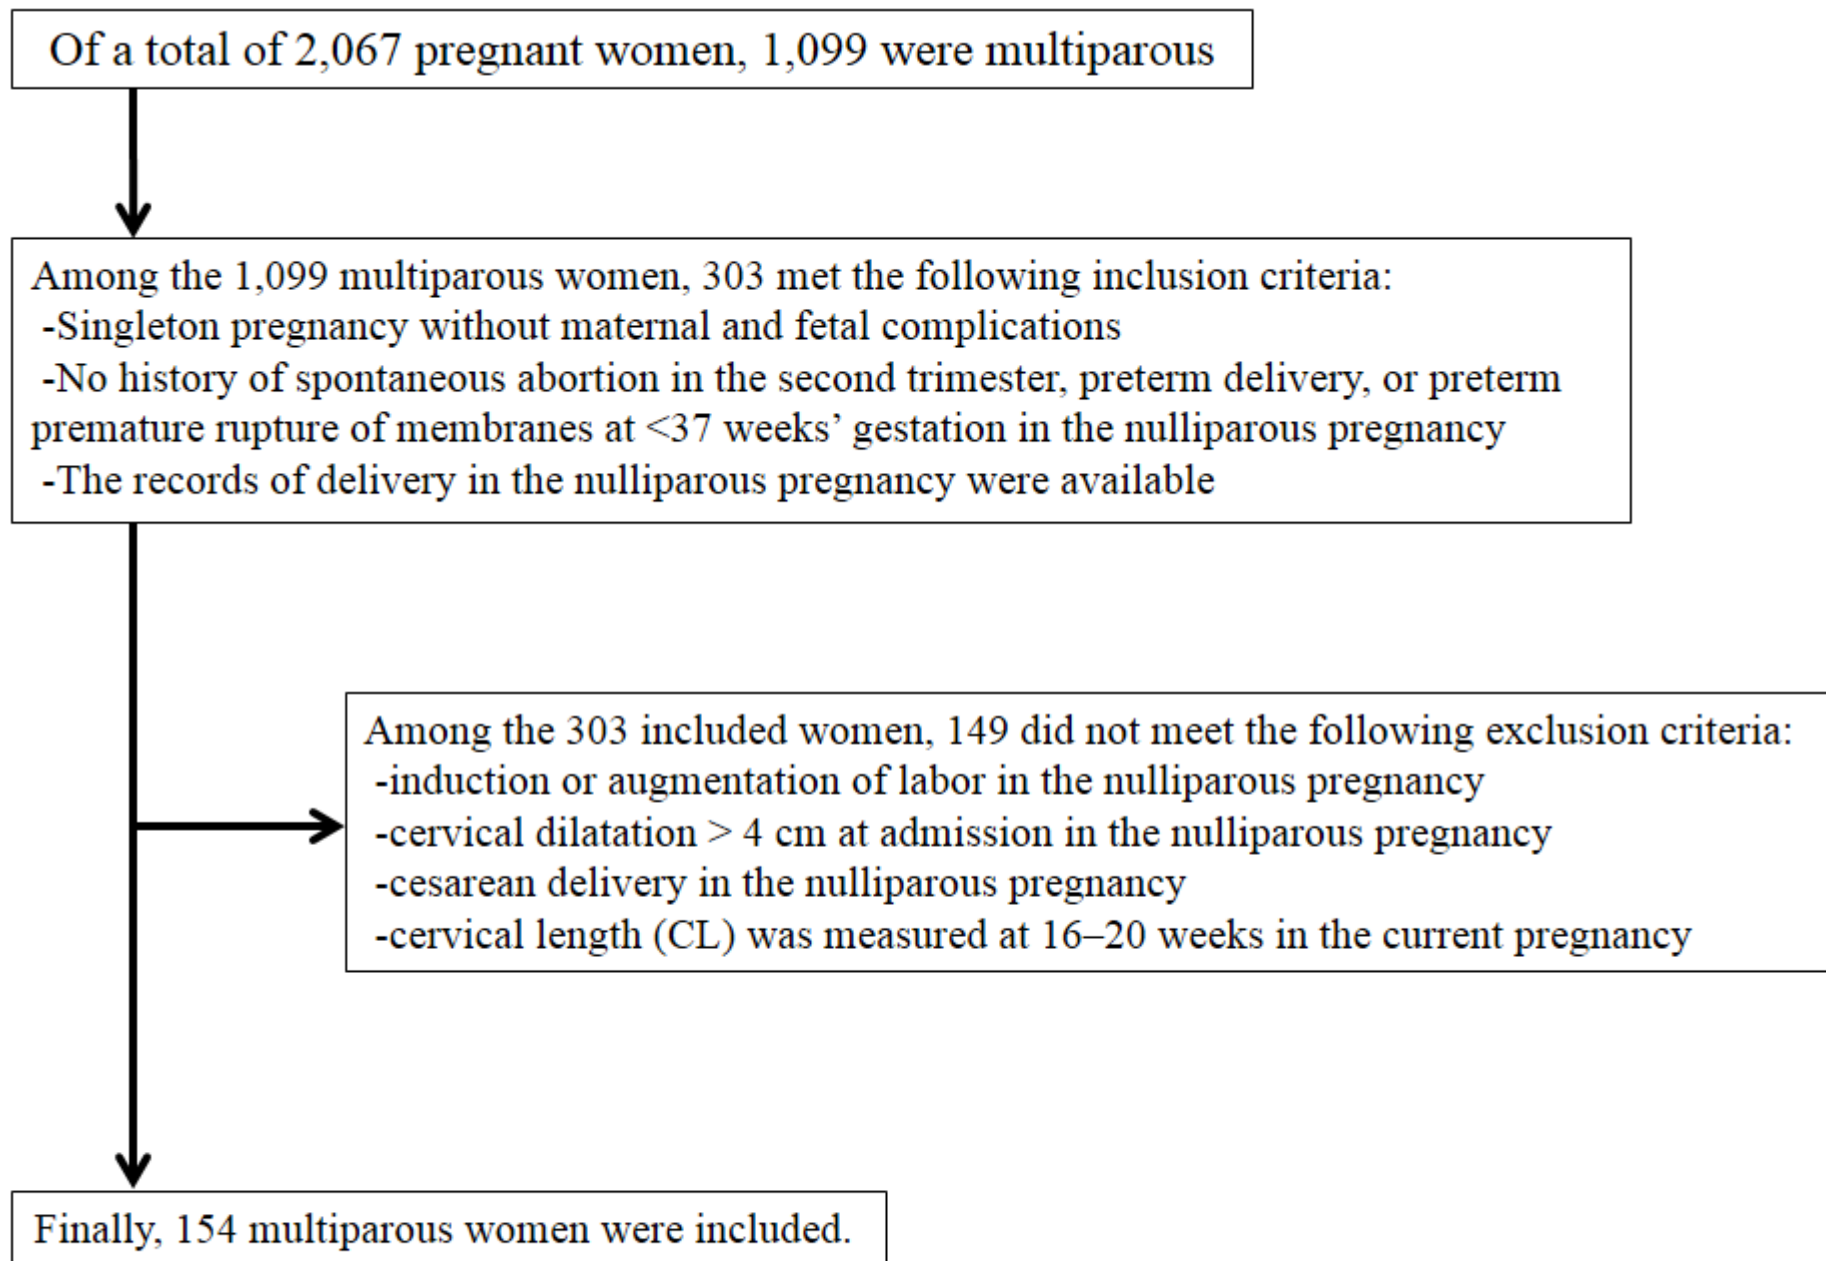 Of a total of 2,067 pregnant women, 1,099 were multiparous
Among the 1,099 multiparous women, 303 met the following inclusion criteria:
-Singleton pregnancy without maternal and fetal complications
-No history of spontaneous abortion in the second trimester, preterm delivery, or preterm
premature rupture of membranes at <37 weeks’ gestation in the nulliparous pregnancy
-The records of delivery in the nulliparous pregnancy were available
Among the 303 included women, 149 did not meet the following exclusion criteria:
-induction or augmentation of labor in the nulliparous pregnancy
-cervical dilatation > 4 cm at admission in the nulliparous pregnancy
-cesarean delivery in the nulliparous pregnancy
-cervical length (CL) was measured at 16–20 weeks in the current pregnancy
Finally, 154 multiparous women were included.